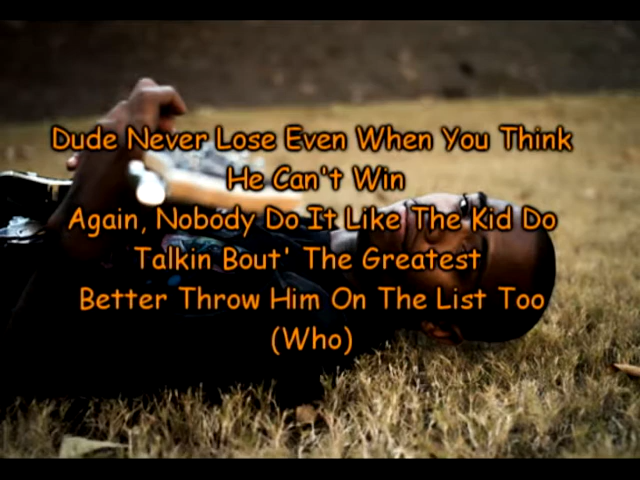 Dude Never Lose Even When You Think
He Can't Win
Again, Nobody Do It Like The Kid Do
Talkin Bout' The Greatest
Better Throw Him On The List Too
(Who)